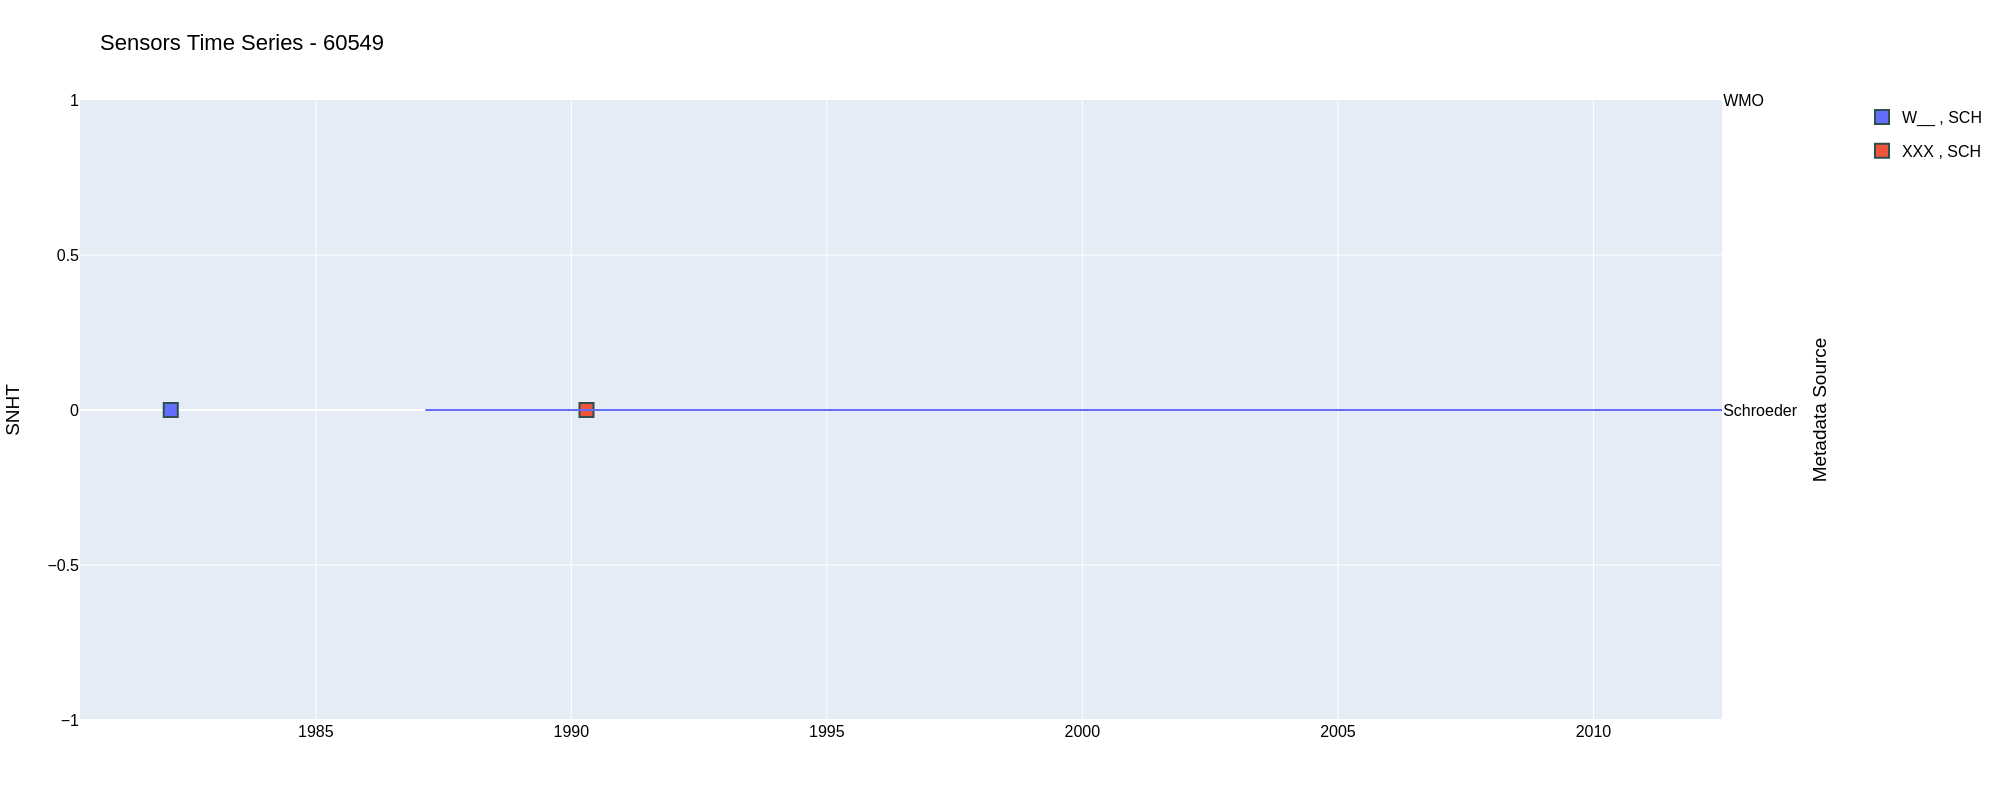 Sensors Time Series - 60549
1
0.5
0
−0.5
−1
SNHT
1985
1990
1995
2000
2005
2010
WMO
Schroeder
Metadata Source
W__ , SCH
XXX , SCH